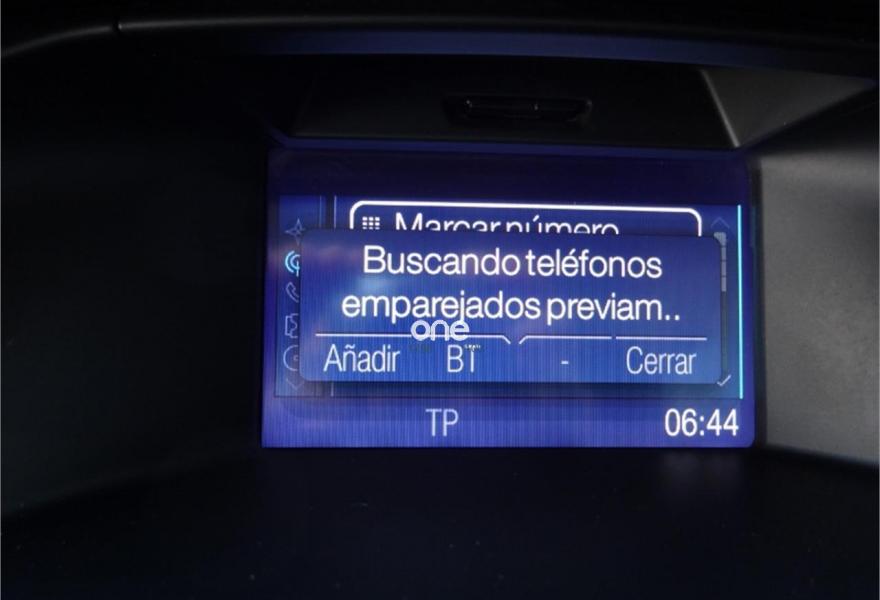 Marcar número
Buscando teléfonos
emparejados previam..
one
Añadir BT - Cerrar
TP 06:44